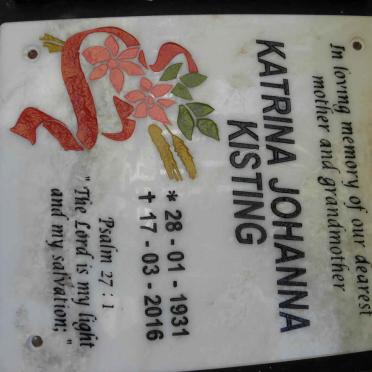 In loving memory of our dearest
mother and grandmother
KATRINA JOHANNA
KISTING
* 28 - 01 - 1931
✝ 17 - 03 - 2016
Psalm 27 : 1
"The Lord is my light
and my salvation; "